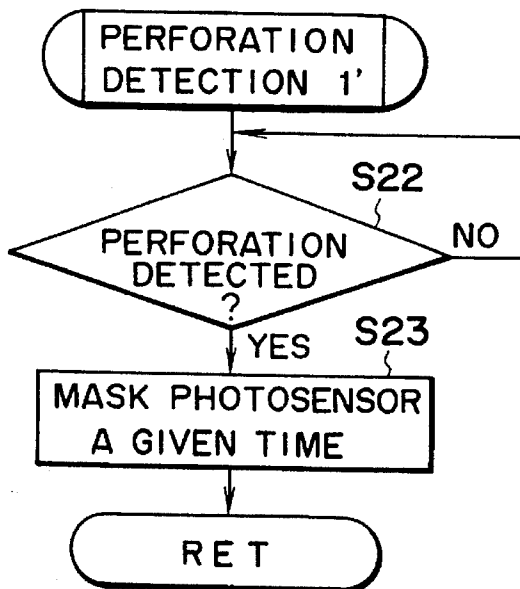 PERFORATION
DETECTION 1'
S22
PERFORATION
DETECTED
?
NO
YES
S23
MASK PHOTOSENSOR
A GIVEN TIME
RET